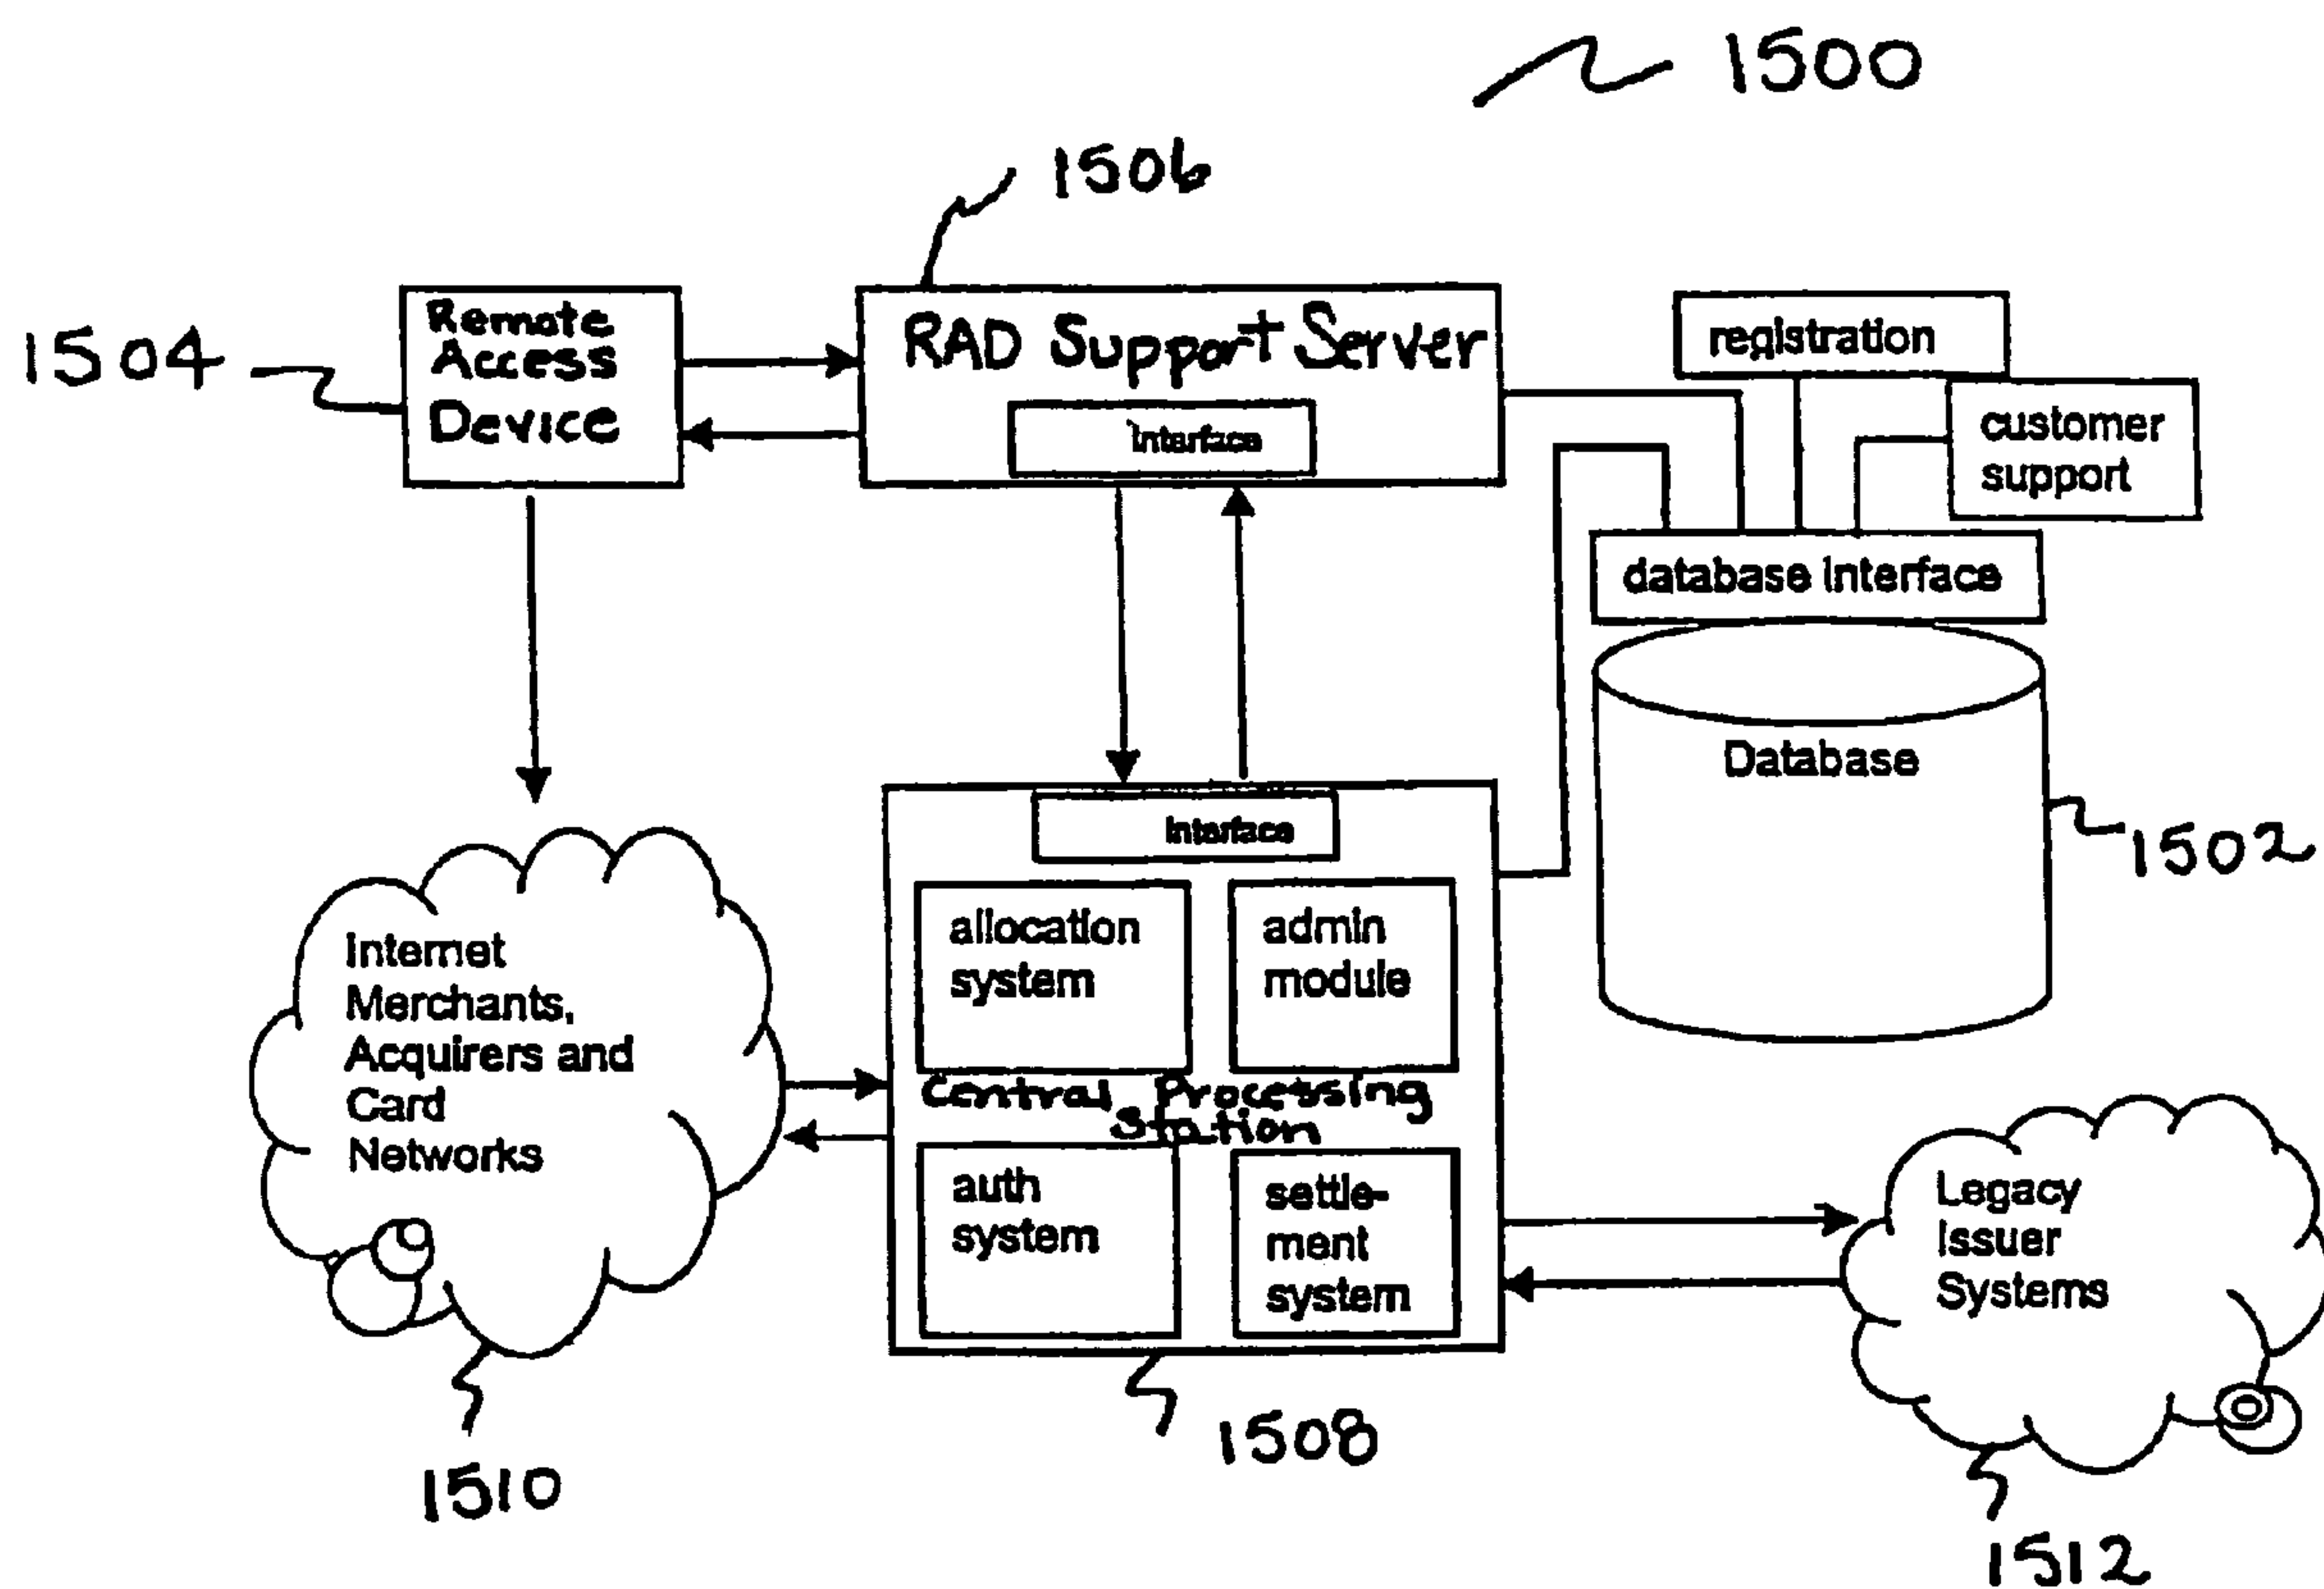 1500
1506
1504
Remote
Access
Device
RAD Support Server
Interface
registration
customer
support
database interface
Database
1502
Interface
allocation
system
admin
module
Central Processing
Station
auth
system
settle-
ment
system
Internet
Merchants,
Acquirers and
Card
Networks
Legacy
Issuer
Systems
1510
1508
1512